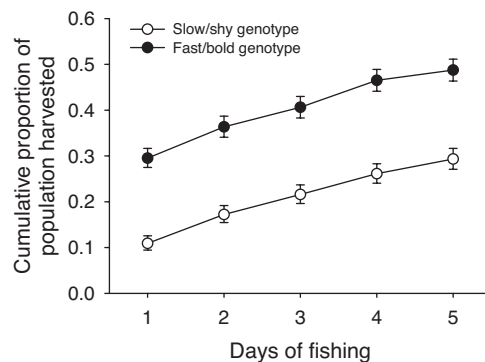 Slow/shy genotype
Fast/bold genotype
Cumulative proportion of
population harvested
0.6
0.5
0.4
0.3
0.2
0.1
0.0
1 2 3 4 5
Days of fishing